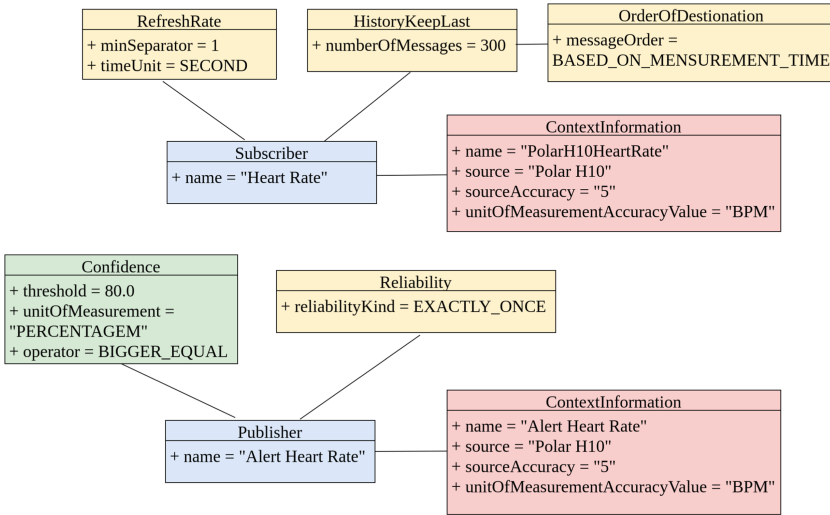 RefreshRate
+ minSeparator = 1
+ timeUnit = SECOND
HistoryKeepLast
+ numberOfMessages = 300
OrderOfDestionation
+ messageOrder =
BASED_ON_MENSUREMENT_TIME
Subscriber
+ name = "Heart Rate"
ContextInformation
+ name = "PolarH10HeartRate"
+ source = "Polar H10"
+ sourceAccuracy = "5"
+ unitOfMeasurementAccuracyValue = "BPM"
Confidence
+ threshold = 80.0
+ unitOfMeasurement =
"PERCENTAGEM"
+ operator = BIGGER_EQUAL
Reliability
+ reliabilityKind = EXACTLY_ONCE
Publisher
+ name = "Alert Heart Rate"
ContextInformation
+ name = "Alert Heart Rate"
+ source = "Polar H10"
+ sourceAccuracy = "5"
+ unitOfMeasurementAccuracyValue = "BPM"